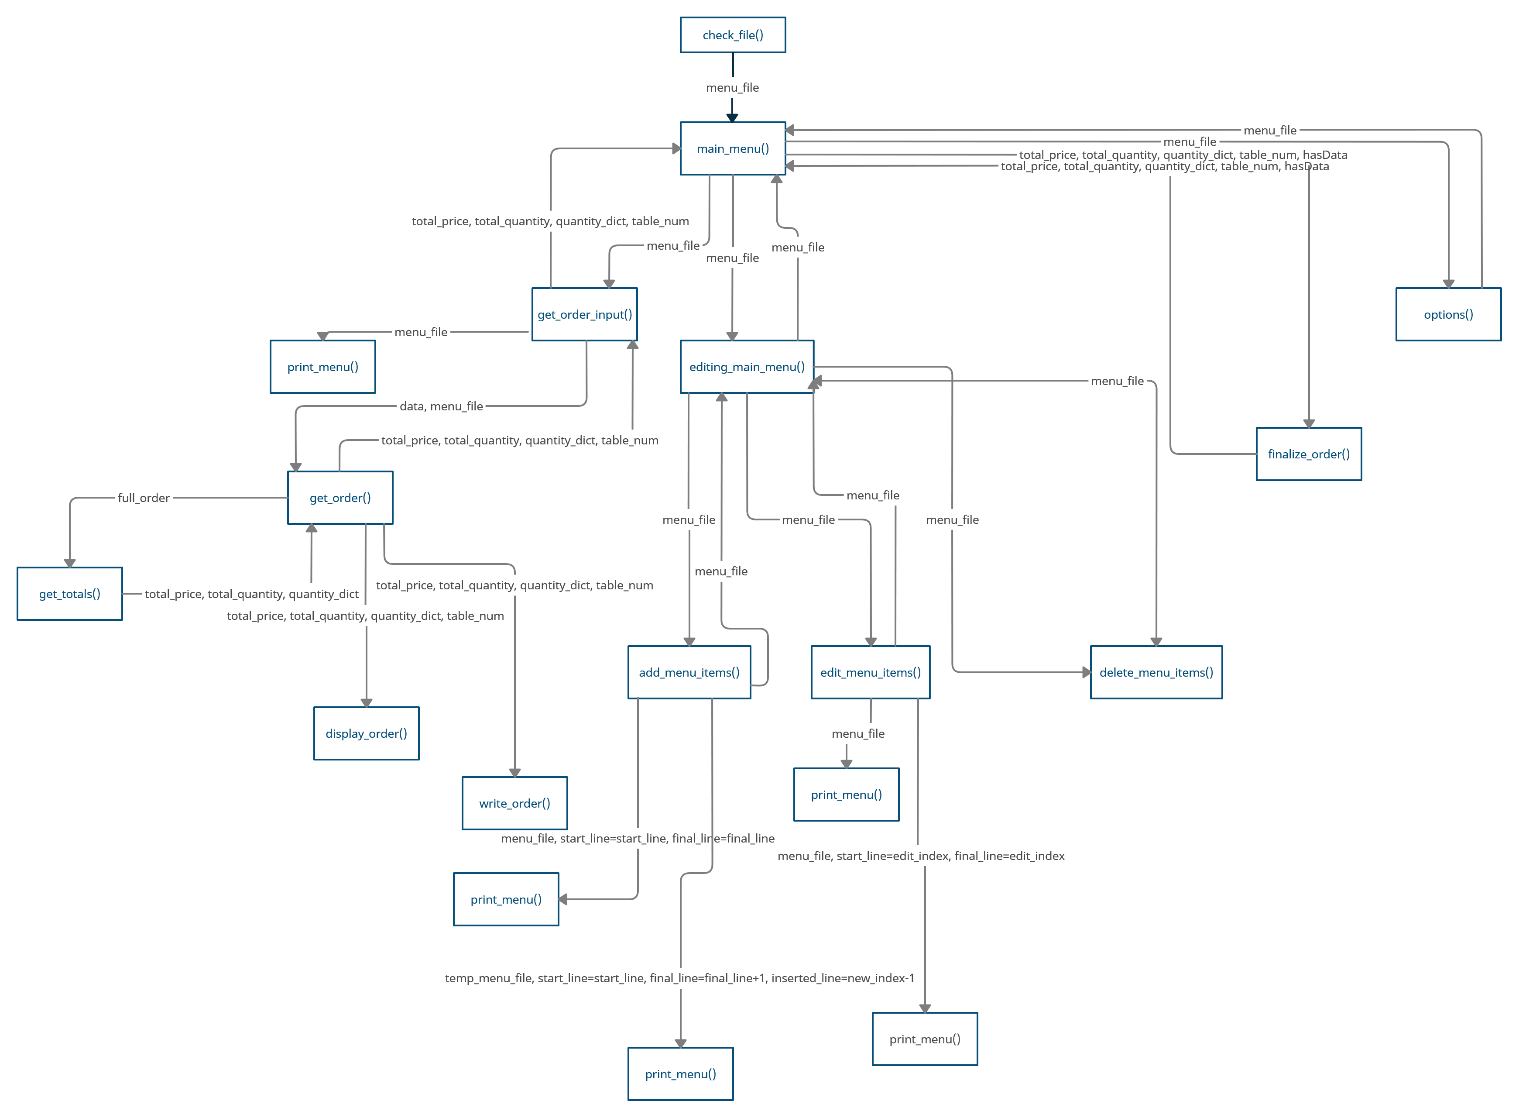 check_file()
menu_file
main_menu()
menu_file
menu_file
total_price, total_quantity, quantity_dict, table_num, hasData
total_price, total_quantity, quantity_dict, table_num, hasData
total_price, total_quantity, quantity_dict, table_num
menu_file
menu_file
menu_file
get_order_input()
options()
menu_file
print_menu()
editing_main_menu()
menu_file
data, menu_file
total_price, total_quantity, quantity_dict, table_num
finalize_order()
full_order
get_order()
menu_file
menu_file
menu_file
menu_file
menu_file
total_price, total_quantity, quantity_dict, table_num
get_totals()
total_price, total_quantity, quantity_dict
total_price, total_quantity, quantity_dict, table_num
add_menu_items()
edit_menu_items()
delete_menu_items()
display_order()
menu_file
print_menu()
write_order()
menu_file, start_line=start_line, final_line=final_line
menu_file, start_line=edit_index, final_line=edit_index
print_menu()
temp_menu_file, start_line=start_line, final_line=final_line+1, inserted_line=new_index-1
print_menu()
print_menu()